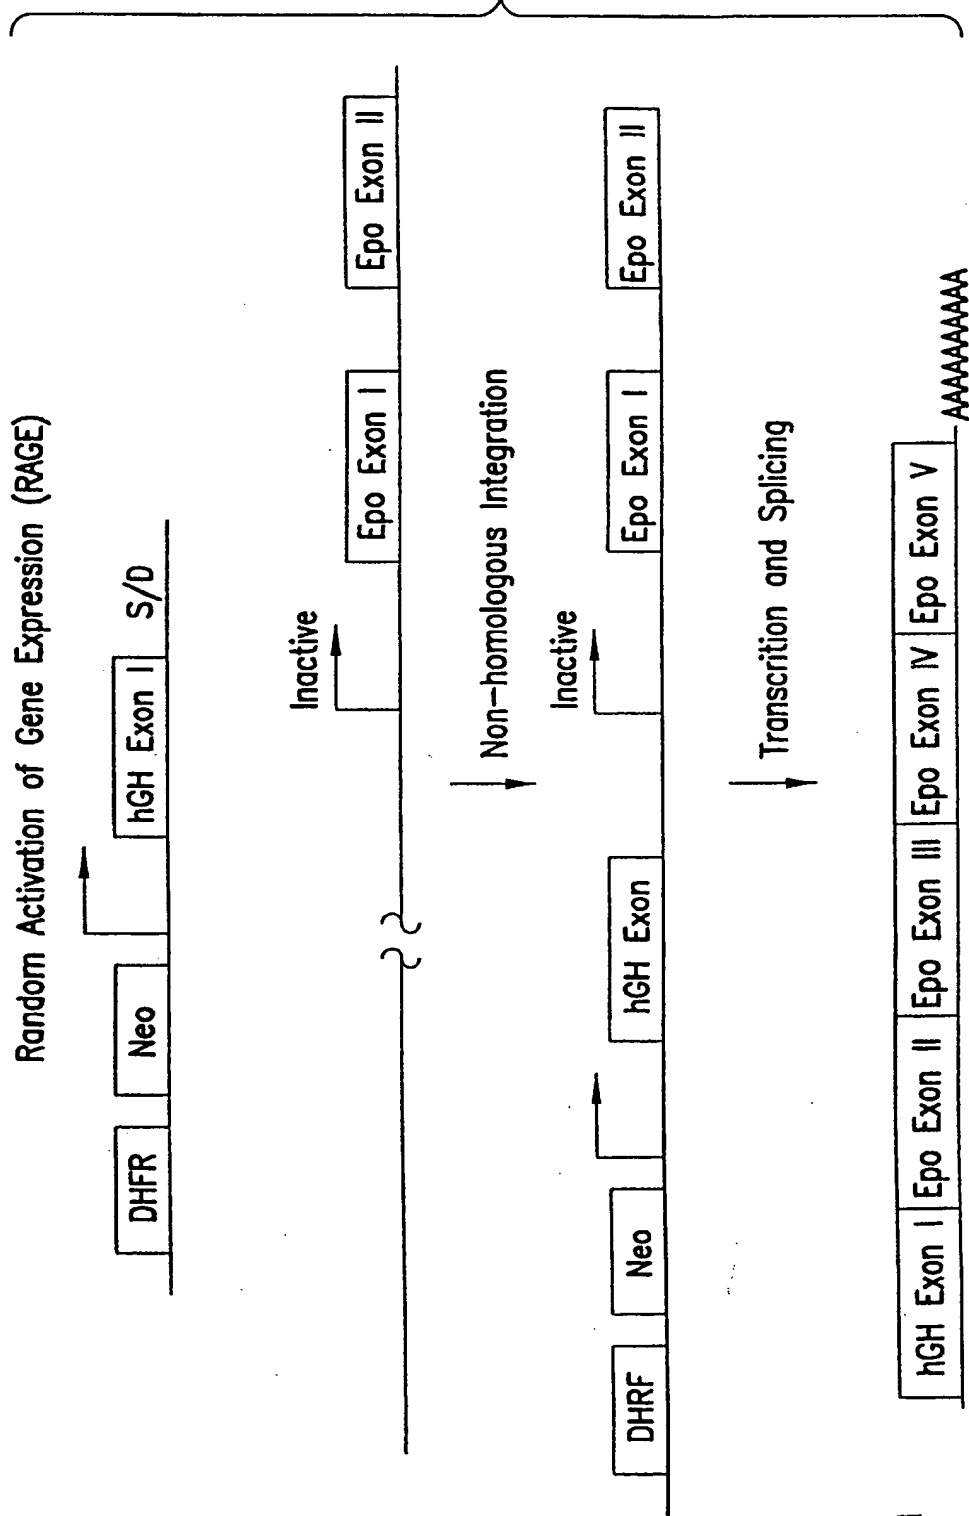 Random Activation of Gene Expression (RAGE)
DHFR Neo hGH Exon I S/D
Inactive
Epo Exon I Epo Exon II
Non-homologous Integration
Inactive
DHRF Neo hGH Exon Epo Exon I Epo Exon II
Transcrition and Splicing
hGH Exon I Epo Exon II Epo Exon III Epo Exon IV Epo Exon V AAAAAAAAAA